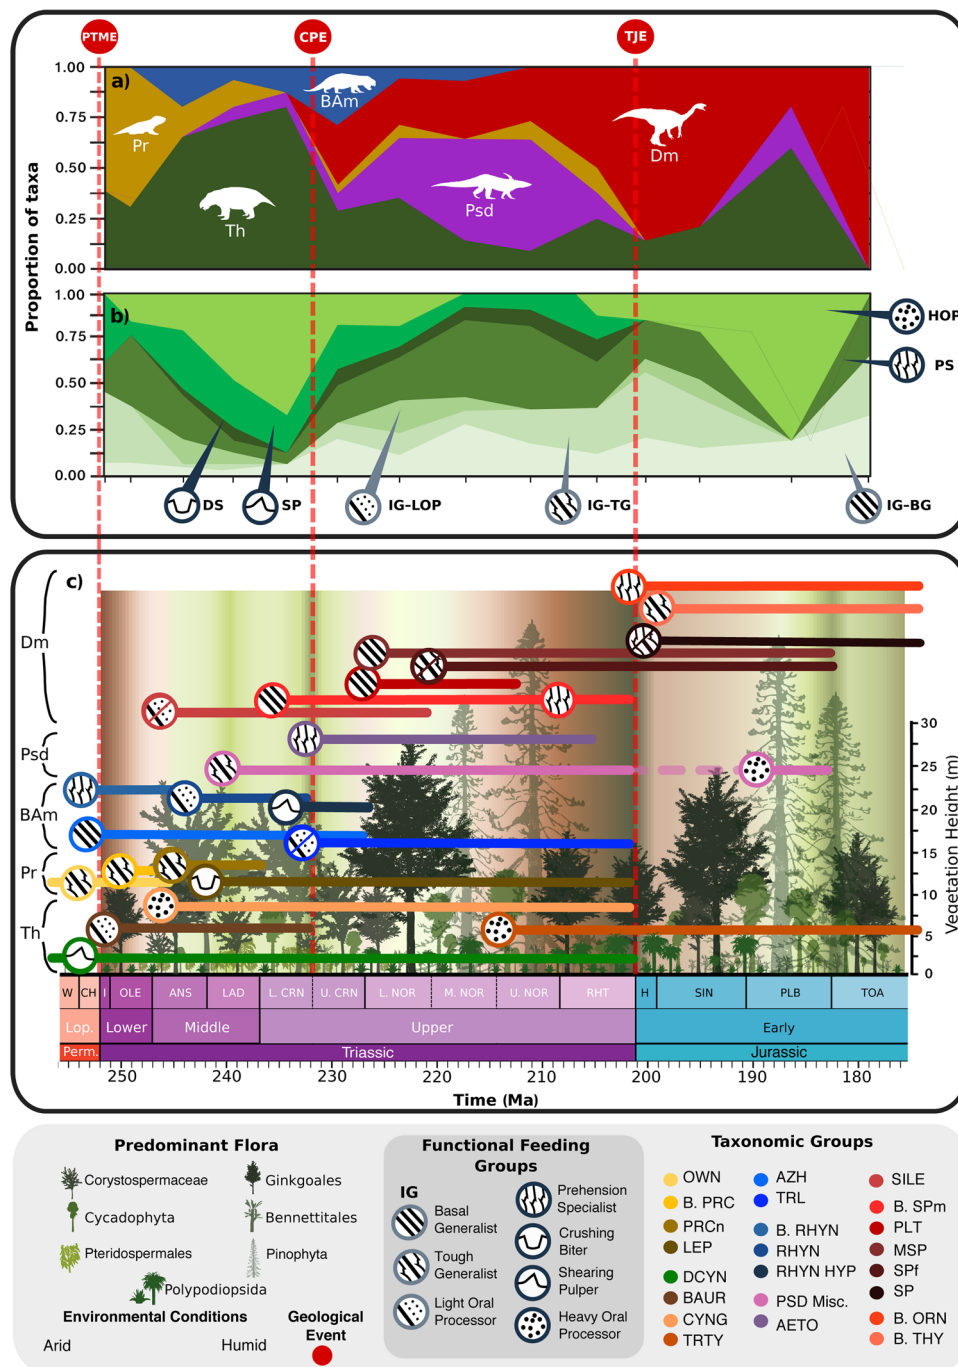 PTME
CPE
TJE
Proportion of taxa
1.00
0.75
0.50
0.25
0.00
a)
Pr
Th
BAm
Psd
Dm
1.00
0.75
0.50
0.25
0.00
b)
HOP
PS
DS
SP
IG-LOP
IG-TG
IG-BG
c)
Dm
Psd
BAm
Pr
Th
30
25
20
15
10
5
0
Vegetation Height (m)
W CH I OLE ANS LAD L. CRN U. CRN L. NOR M. NOR U. NOR RHT H SIN PLB TOA
Lop. Lower Middle Upper Early
Perm. Triassic Jurassic
250 240 230 220 210 200 190 180
Time (Ma)
Predominant Flora
Corystospermaceae
Ginkgoales
Cycadophyta
Bennettitales
Pteridospermales
Pinophyta
Polypodiopsida
Environmental Conditions
Arid
Humid
Geological
Event
Functional Feeding
Groups
IG
Basal
Generalist
Tough
Generalist
Light Oral
Processor
Prehension
Specialist
Crushing
Biter
Shearing
Pulper
Heavy Oral
Processor
Taxonomic Groups
OWN
B. PRC
PRCn
LEP
DCYN
BAUR
CYNG
TRTY
AZH
TRL
B. RHYN
RHYN
RHYN HYP
PSD Misc.
AETO
SILE
B. SPm
PLT
MSP
SPf
SP
B. ORN
B. THY